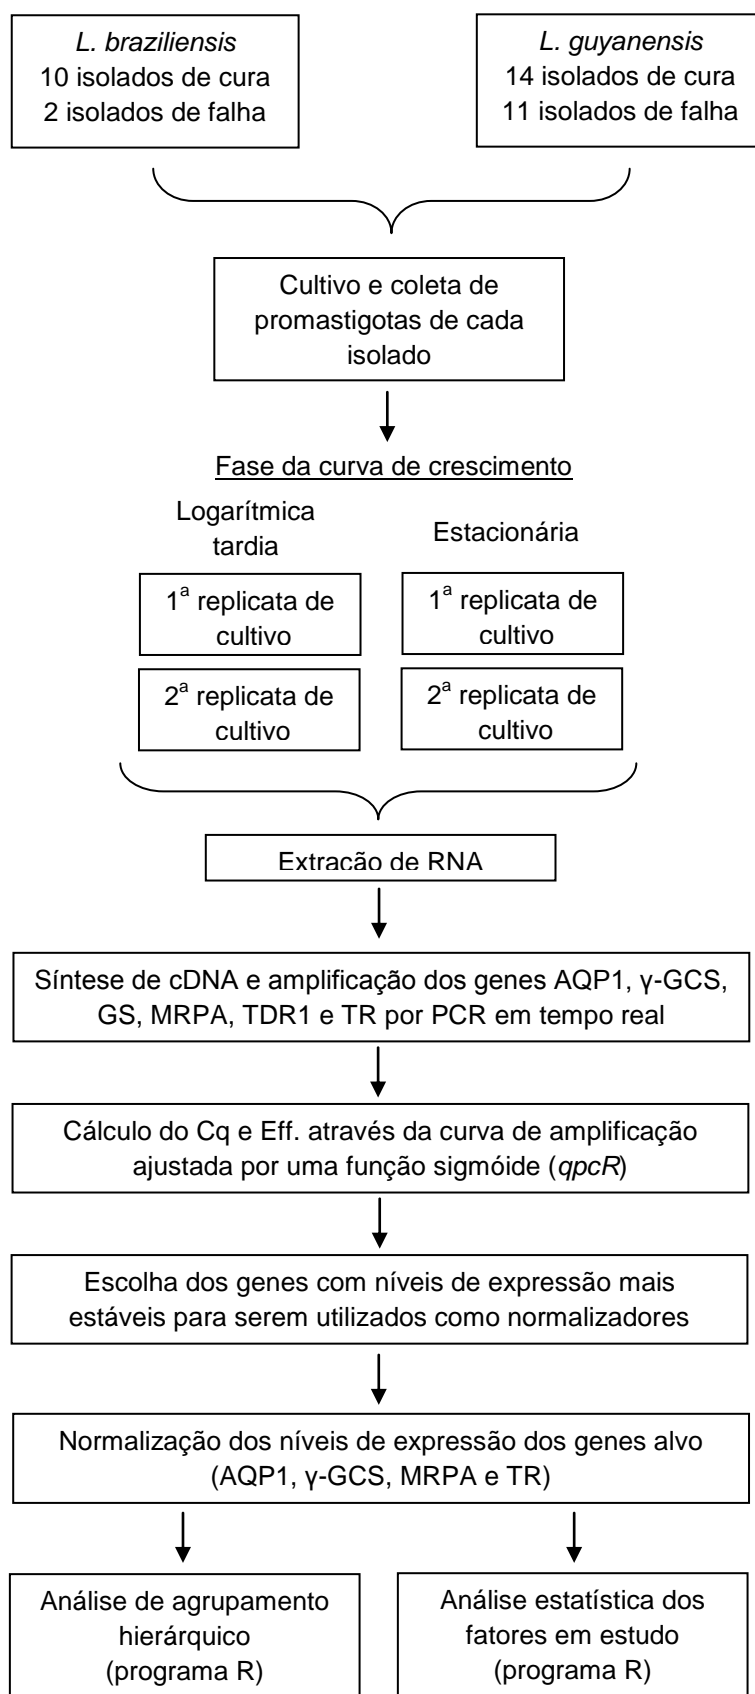 L. braziliensis
10 isolados de cura
2 isolados de falha
L. guyanensis
14 isolados de cura
11 isolados de falha
Cultivo e coleta de
promastigotas de cada
isolado
Fase da curva de crescimento
Logarítmica
tardia
Estacionária
1ª replicata de
cultivo
1ª replicata de
cultivo
2ª replicata de
cultivo
2ª replicata de
cultivo
Extração de RNA
Síntese de cDNA e amplificação dos genes AQP1, γ-GCS,
GS, MRPA, TDR1 e TR por PCR em tempo real
Cálculo do Cq e Eff. através da curva de amplificação
ajustada por uma função sigmóide (qpcR)
Escolha dos genes com níveis de expressão mais
estáveis para serem utilizados como normalizadores
Normalização dos níveis de expressão dos genes alvo
(AQP1, γ-GCS, MRPA e TR)
Análise de agrupamento
hierárquico
(programa R)
Análise estatística dos
fatores em estudo
(programa R)